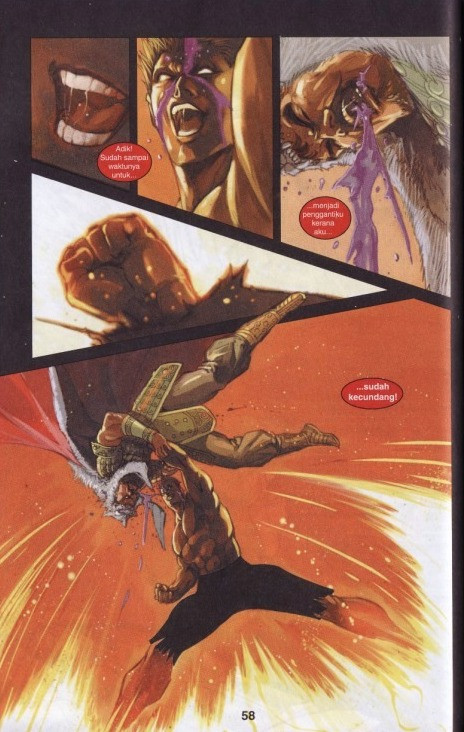 Adik!
Sudah sampai
waktunya
untuk...
...menjadi
penggantiku
kerana
aku...
...sudah
kecundang!
58